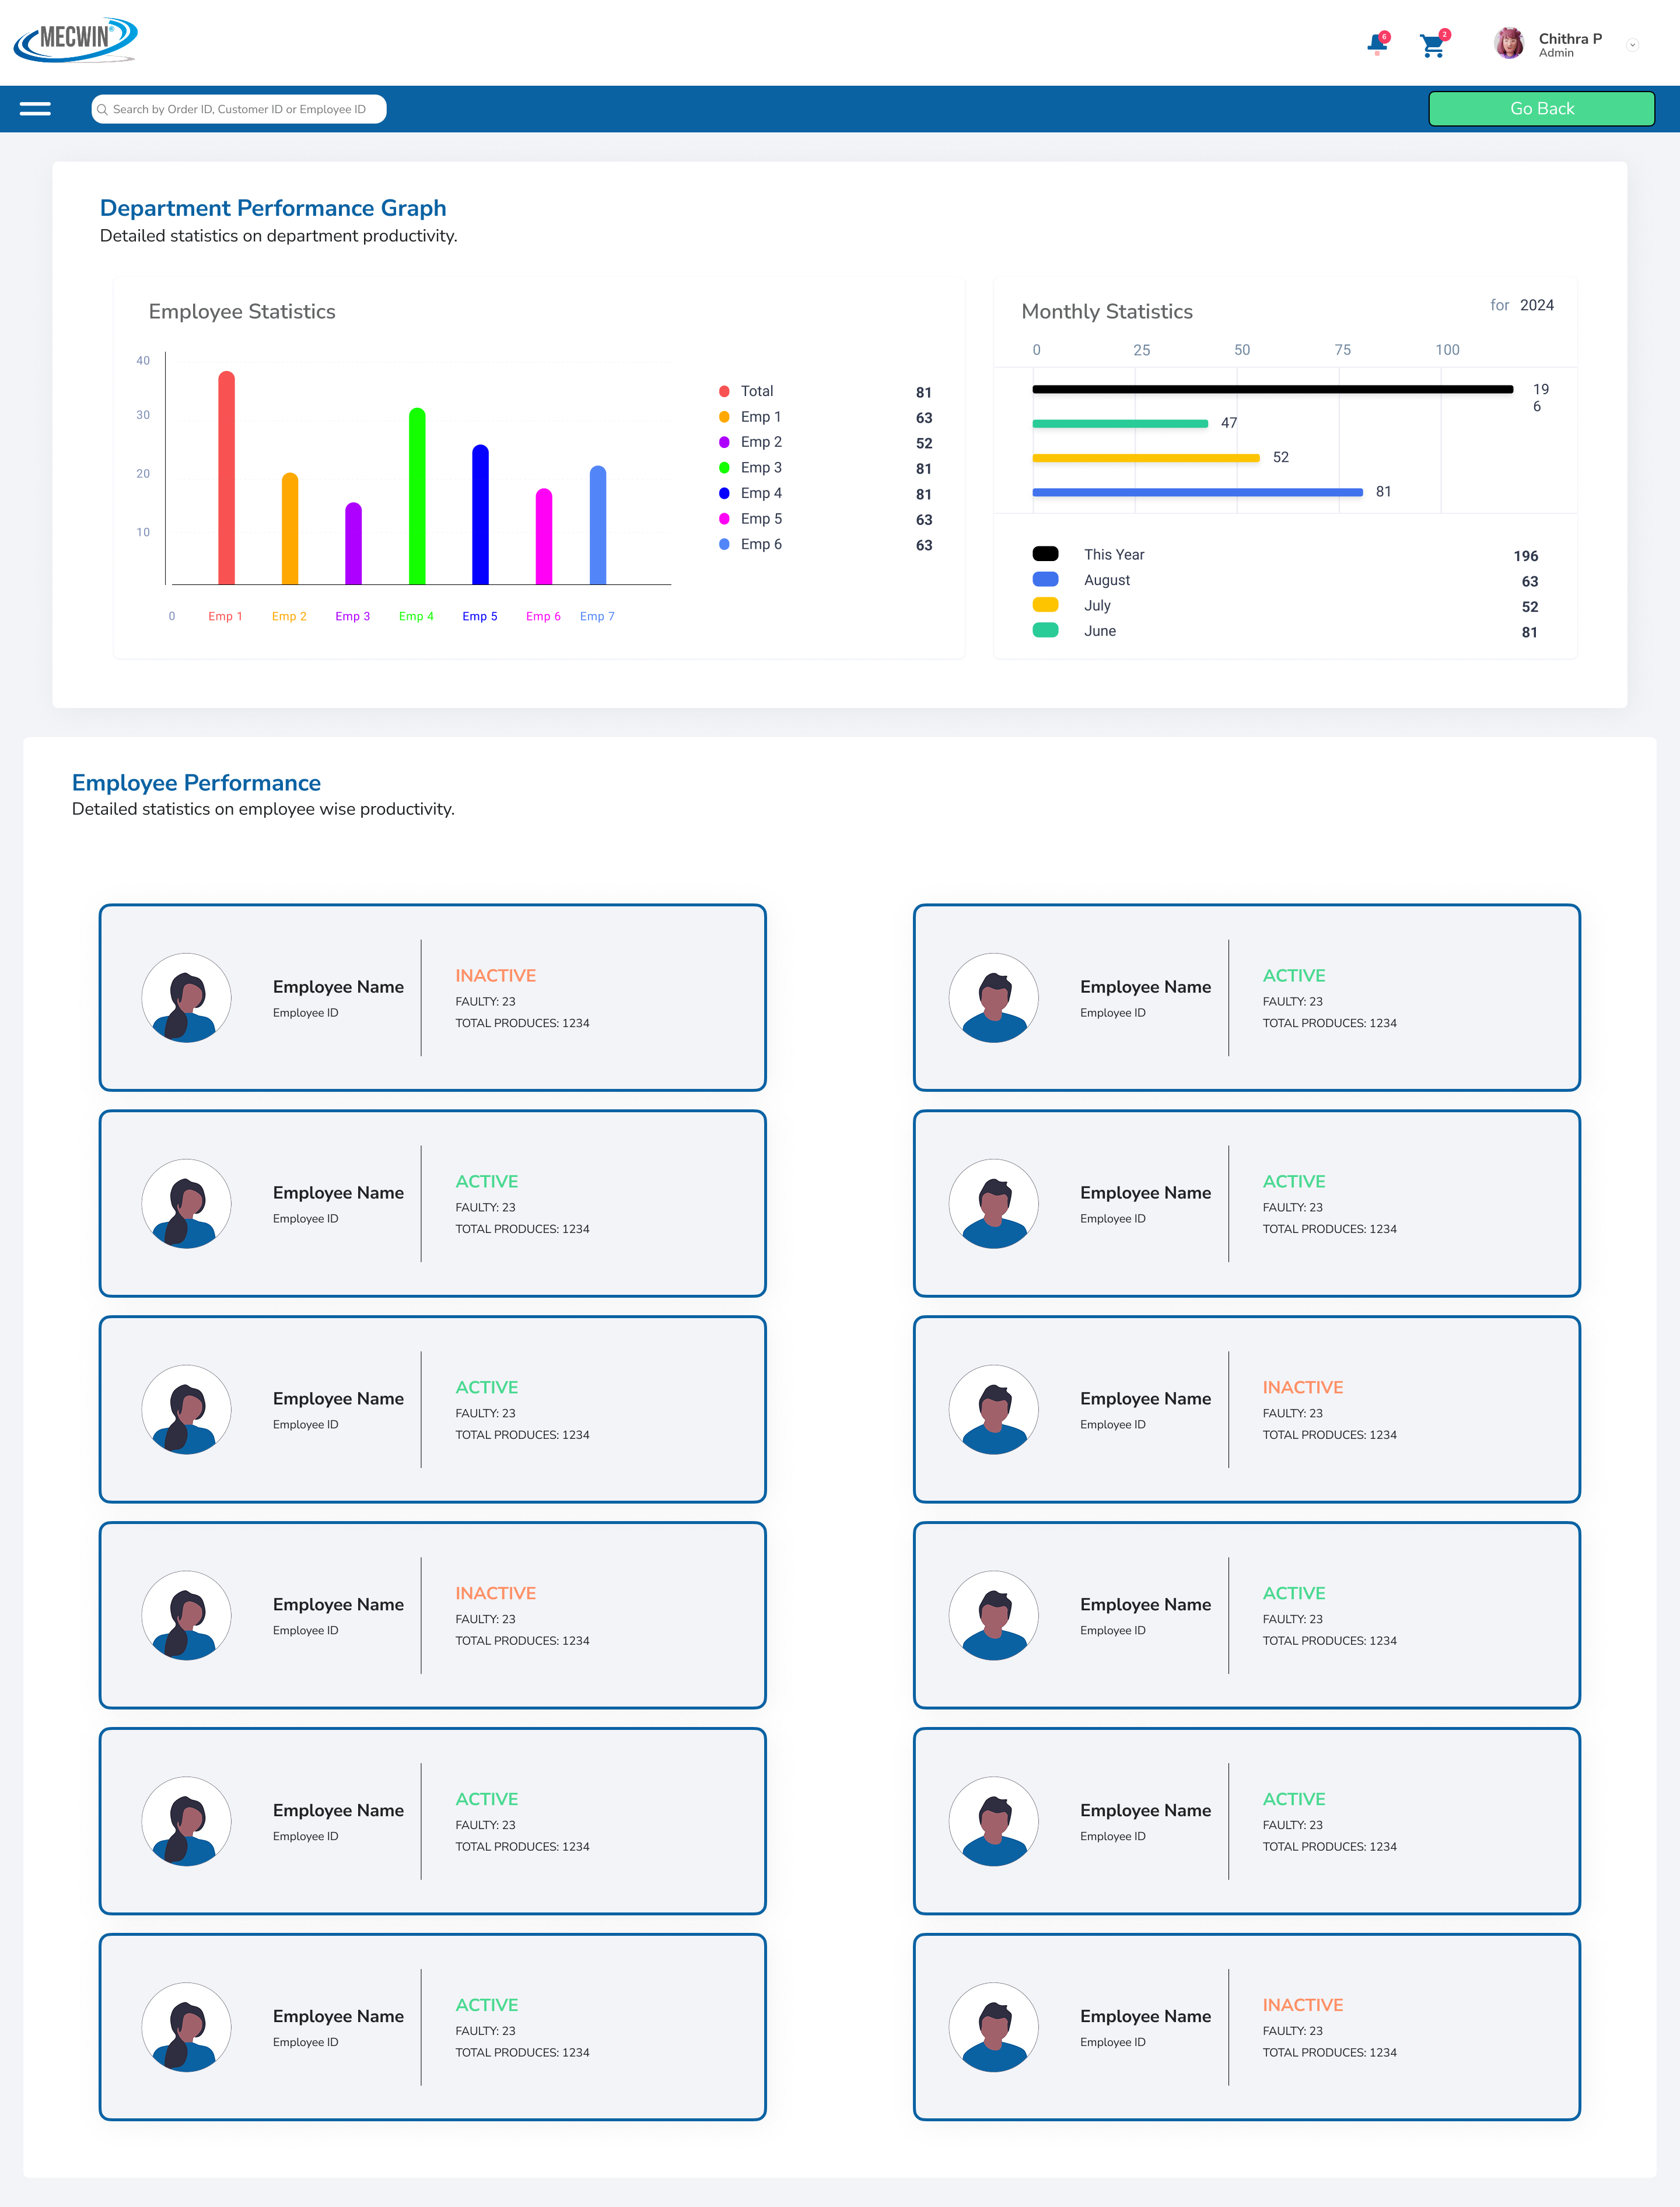 MECWIN
6
2
Chithra P
Admin
Search by Order ID, Customer ID or Employee ID
Go Back
Department Performance Graph
Detailed statistics on department productivity.
Employee Statistics
40
30
20
10
0 Emp 1 Emp 2 Emp 3 Emp 4 Emp 5 Emp 6 Emp 7
Total 81
Emp 1 63
Emp 2 52
Emp 3 81
Emp 4 81
Emp 5 63
Emp 6 63
Monthly Statistics
for 2024
0 25 50 75 100
19
6
47
52
81
This Year 196
August 63
July 52
June 81
Employee Performance
Detailed statistics on employee wise productivity.
Employee Name
Employee ID
INACTIVE
FAULTY: 23
TOTAL PRODUCES: 1234
Employee Name
Employee ID
ACTIVE
FAULTY: 23
TOTAL PRODUCES: 1234
Employee Name
Employee ID
ACTIVE
FAULTY: 23
TOTAL PRODUCES: 1234
Employee Name
Employee ID
ACTIVE
FAULTY: 23
TOTAL PRODUCES: 1234
Employee Name
Employee ID
ACTIVE
FAULTY: 23
TOTAL PRODUCES: 1234
Employee Name
Employee ID
INACTIVE
FAULTY: 23
TOTAL PRODUCES: 1234
Employee Name
Employee ID
INACTIVE
FAULTY: 23
TOTAL PRODUCES: 1234
Employee Name
Employee ID
ACTIVE
FAULTY: 23
TOTAL PRODUCES: 1234
Employee Name
Employee ID
ACTIVE
FAULTY: 23
TOTAL PRODUCES: 1234
Employee Name
Employee ID
ACTIVE
FAULTY: 23
TOTAL PRODUCES: 1234
Employee Name
Employee ID
ACTIVE
FAULTY: 23
TOTAL PRODUCES: 1234
Employee Name
Employee ID
INACTIVE
FAULTY: 23
TOTAL PRODUCES: 1234